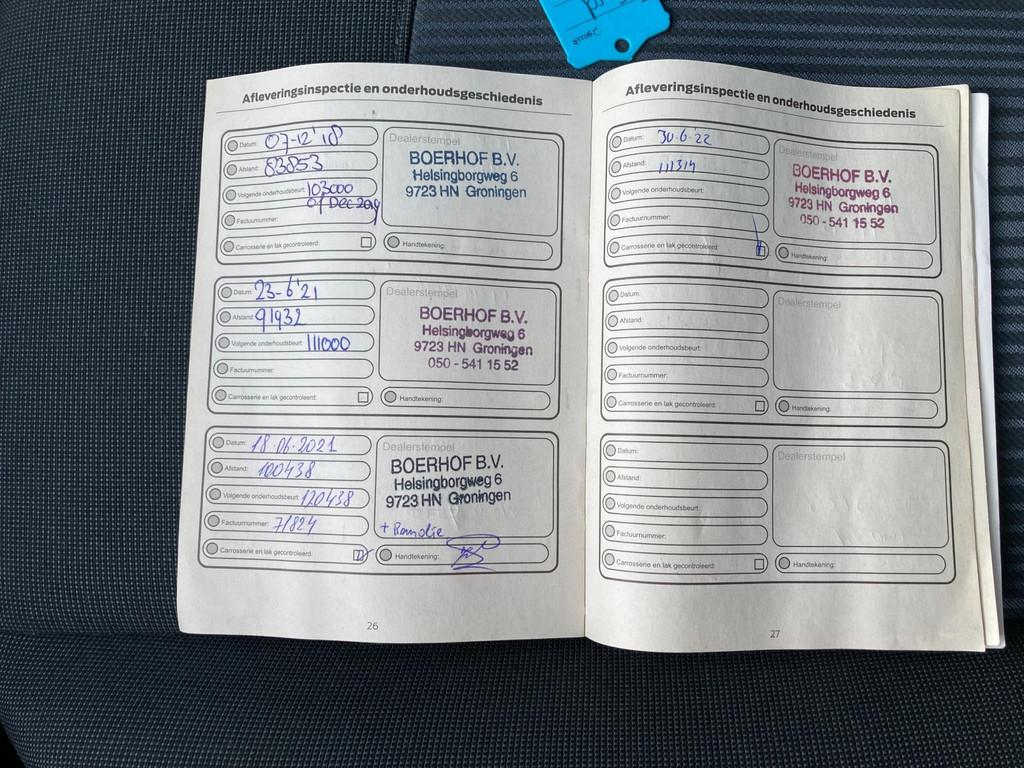 Afleveringsinspectie en onderhoudsgeschiedenis
Datum: 07-12'18
Afstand: 83853
Volgende onderhoudsbeurt: 103000
07 Dec 2019
Factuurnummer:
Carrosserie en lak gecontroleerd:
Dealerstempel
BOERHOF B.V.
Helsingborgweg 6
9723 HN Groningen
Handtekening:
Datum: 23-6'21
Afstand: 91932
Volgende onderhoudsbeurt: 111000
Factuurnummer:
Carrosserie en lak gecontroleerd:
Dealerstempel
BOERHOF B.V.
Helsingborgweg 6
9723 HN Groningen
050 - 541 15 52
Handtekening:
Datum: 18-06-2021
Afstand: 100438
Volgende onderhoudsbeurt: 120438
Factuurnummer: 71824
Carrosserie en lak gecontroleerd:
Dealerstempel
BOERHOF B.V.
Helsingborgweg 6
9723 HN Groningen
Handtekening:
26
Afleveringsinspectie en onderhoudsgeschiedenis
Datum: 30-6-22
Afstand: 111314
Volgende onderhoudsbeurt:
Factuurnummer:
Carrosserie en lak gecontroleerd:
Dealerstempel
BOERHOF B.V.
Helsingborgweg 6
9723 HN Groningen
050 - 541 15 52
Handtekening:
Datum:
Afstand:
Volgende onderhoudsbeurt:
Factuurnummer:
Carrosserie en lak gecontroleerd:
Dealerstempel
Handtekening:
Datum:
Afstand:
Volgende onderhoudsbeurt:
Factuurnummer:
Carrosserie en lak gecontroleerd:
Dealerstempel
Handtekening:
27